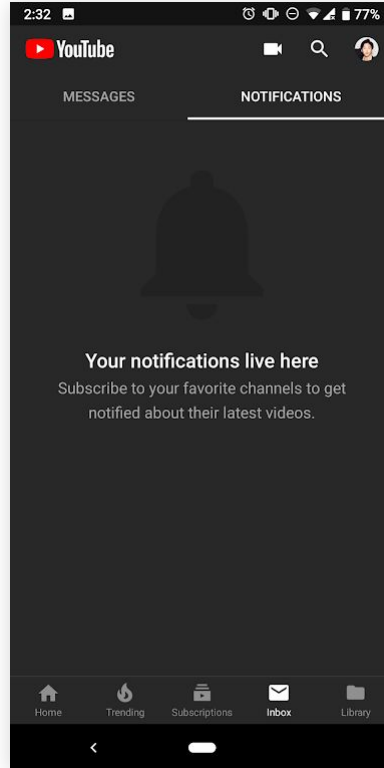 2:32 77%
YouTube
MESSAGES NOTIFICATIONS
Your notifications live here
Subscribe to your favorite channels to get
notified about their latest videos.
Home Trending Subscriptions Inbox Library